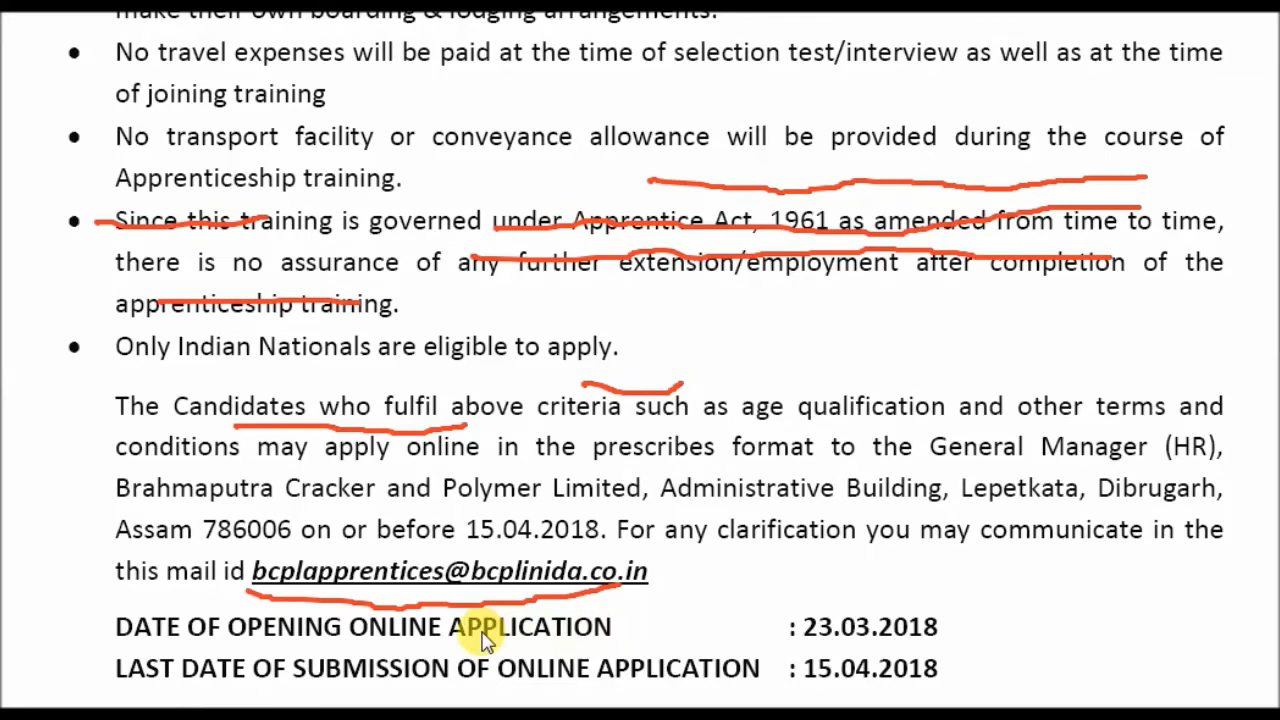 make their own boarding & lodging arrangements.
• No travel expenses will be paid at the time of selection test/interview as well as at the time
of joining training
• No transport facility or conveyance allowance will be provided during the course of
Apprenticeship training.
• Since this training is governed under Apprentice Act, 1961 as amended from time to time,
there is no assurance of any further extension/employment after completion of the
apprenticeship training.
• Only Indian Nationals are eligible to apply.
The Candidates who fulfil above criteria such as age qualification and other terms and
conditions may apply online in the prescribes format to the General Manager (HR),
Brahmaputra Cracker and Polymer Limited, Administrative Building, Lepetkata, Dibrugarh,
Assam 786006 on or before 15.04.2018. For any clarification you may communicate in the
this mail id bcplapprentices@bcplinida.co.in
DATE OF OPENING ONLINE APPLICATION : 23.03.2018
LAST DATE OF SUBMISSION OF ONLINE APPLICATION : 15.04.2018